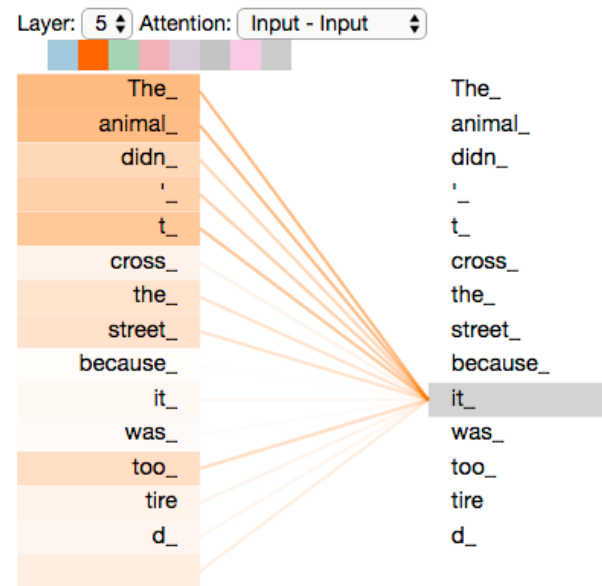 Layer: 5 Attention: Input - Input
The_ The_
animal_ animal_
didn_ didn_
'_ '_
t_ t_
cross_ cross_
the_ the_
street_ street_
because_ because_
it_ it_
was_ was_
too_ too_
tire tire
d_ d_